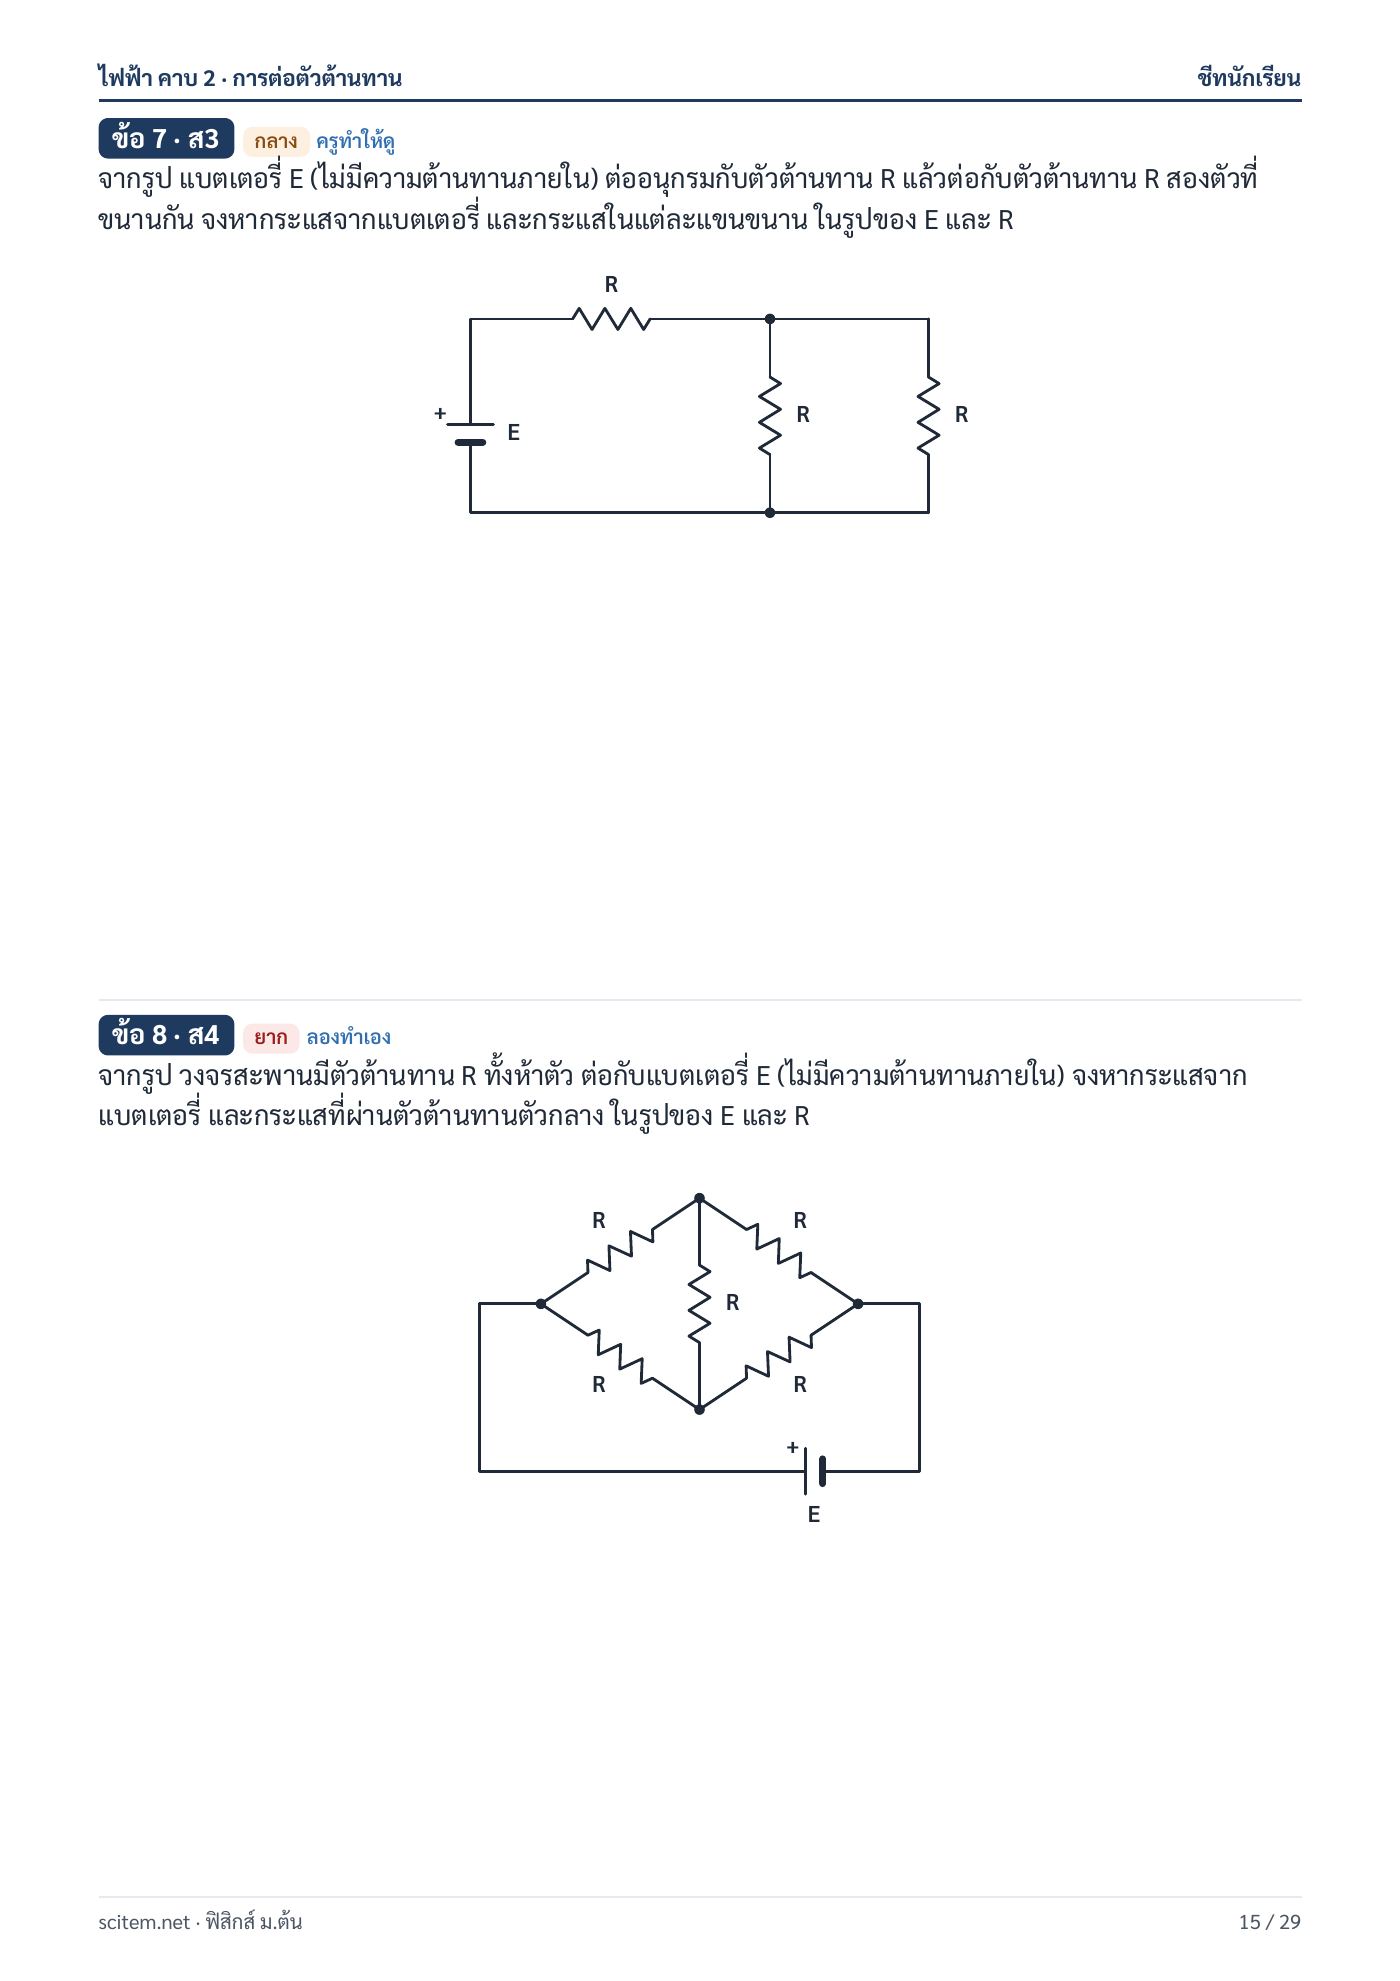 ไฟฟ้า คาบ 2 · การต่อตัวต้านทาน
ชีทนักเรียน
ข้อ 7 · ส3 กลาง ครูทำให้ดู
จากรูป แบตเตอรี่ E (ไม่มีความต้านทานภายใน) ต่ออนุกรมกับตัวต้านทาน R แล้วต่อกับตัวต้านทาน R สองตัวที่
ขนานกัน จงหากระแสจากแบตเตอรี่ และกระแสในแต่ละแขนขนาน ในรูปของ E และ R
R
+
E
R
R
ข้อ 8 · ส4 ยาก ลองทำเอง
จากรูป วงจรสะพานมีตัวต้านทาน R ทั้งห้าตัว ต่อกับแบตเตอรี่ E (ไม่มีความต้านทานภายใน) จงหากระแสจาก
แบตเตอรี่ และกระแสที่ผ่านตัวต้านทานตัวกลาง ในรูปของ E และ R
R
R
R
R
R
+
E
scitem.net · ฟิสิกส์ ม.ต้น
15 / 29